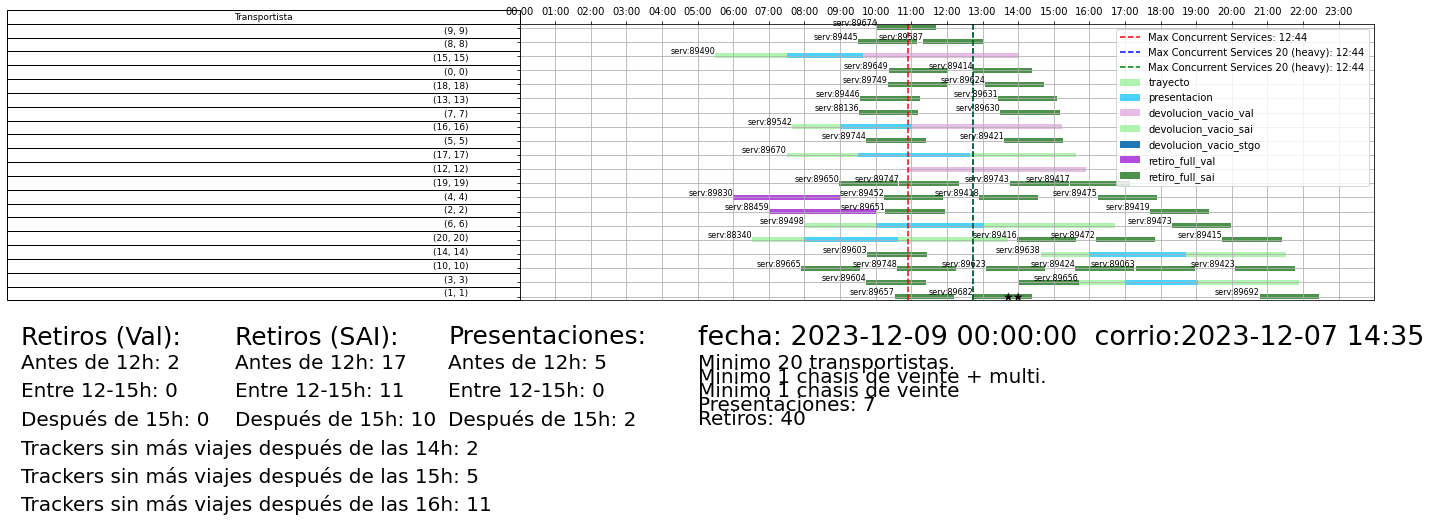 Transportista
00:00 01:00 02:00 03:00 04:00 05:00 06:00 07:00 08:00 09:00 10:00 11:00 12:00 13:00 14:00 15:00 16:00 17:00 18:00 19:00 20:00 21:00 22:00 23:00
serv:89674
(9, 9)
serv:89445 serv:89587
(8, 8)
serv:89490
(15, 15)
serv:89649 serv:89414
(0, 0)
serv:89749 serv:89624
(18, 18)
serv:89446 serv:89631
(13, 13)
serv:88136 serv:89630
(7, 7)
serv:89542
(16, 16)
serv:89744 serv:89421
(5, 5)
serv:89670
(17, 17)
(12, 12)
serv:89650 serv:89747 serv:89743 serv:89417
(19, 19)
serv:89830 serv:89452 serv:89418 serv:89475
(4, 4)
serv:88459 serv:89651 serv:89419
(2, 2)
serv:89498 serv:89473
(6, 6)
serv:88340 serv:89416 serv:89472 serv:89415
(20, 20)
serv:89603 serv:89638
(14, 14)
serv:89665 serv:89748 serv:89623 serv:89424 serv:89063 serv:89423
(10, 10)
serv:89604 serv:89656
(3, 3)
serv:89657 serv:89682 serv:89692
(1, 1)
Max Concurrent Services: 12:44
Max Concurrent Services 20 (heavy): 12:44
Max Concurrent Services 20 (heavy): 12:44
trayecto
presentacion
devolucion_vacio_val
devolucion_vacio_sai
devolucion_vacio_stgo
retiro_full_val
retiro_full_sai
Retiros (Val):
Antes de 12h: 2
Entre 12-15h: 0
Después de 15h: 0
Retiros (SAI):
Antes de 12h: 17
Entre 12-15h: 11
Después de 15h: 10
Presentaciones:
Antes de 12h: 5
Entre 12-15h: 0
Después de 15h: 2
Trackers sin más viajes después de las 14h: 2
Trackers sin más viajes después de las 15h: 5
Trackers sin más viajes después de las 16h: 11
fecha: 2023-12-09 00:00:00 corrio:2023-12-07 14:35
Minimo 20 transportistas.
Minimo 1 chasis de veinte + multi.
Minimo 1 chasis de veinte
Presentaciones: 7
Retiros: 40